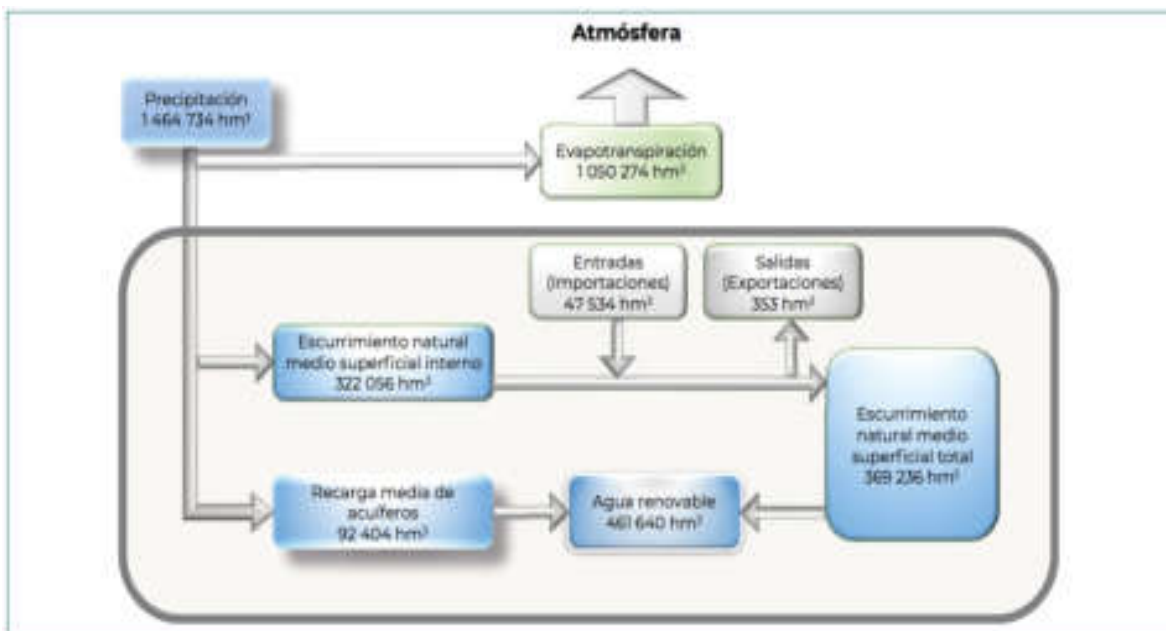 Atmósfera
Precipitación
1 464 734 hm³
Evapotranspiración
1 050 274 hm³
Entradas
(Importaciones)
47 534 hm³
Salidas
(Exportaciones)
353 hm³
Escurrimiento natural
medio superficial interno
322 056 hm³
Escurrimiento
natural medio
superficial total
369 236 hm³
Recarga media de
acuíferos
92 404 hm³
Agua renovable
461 640 hm³